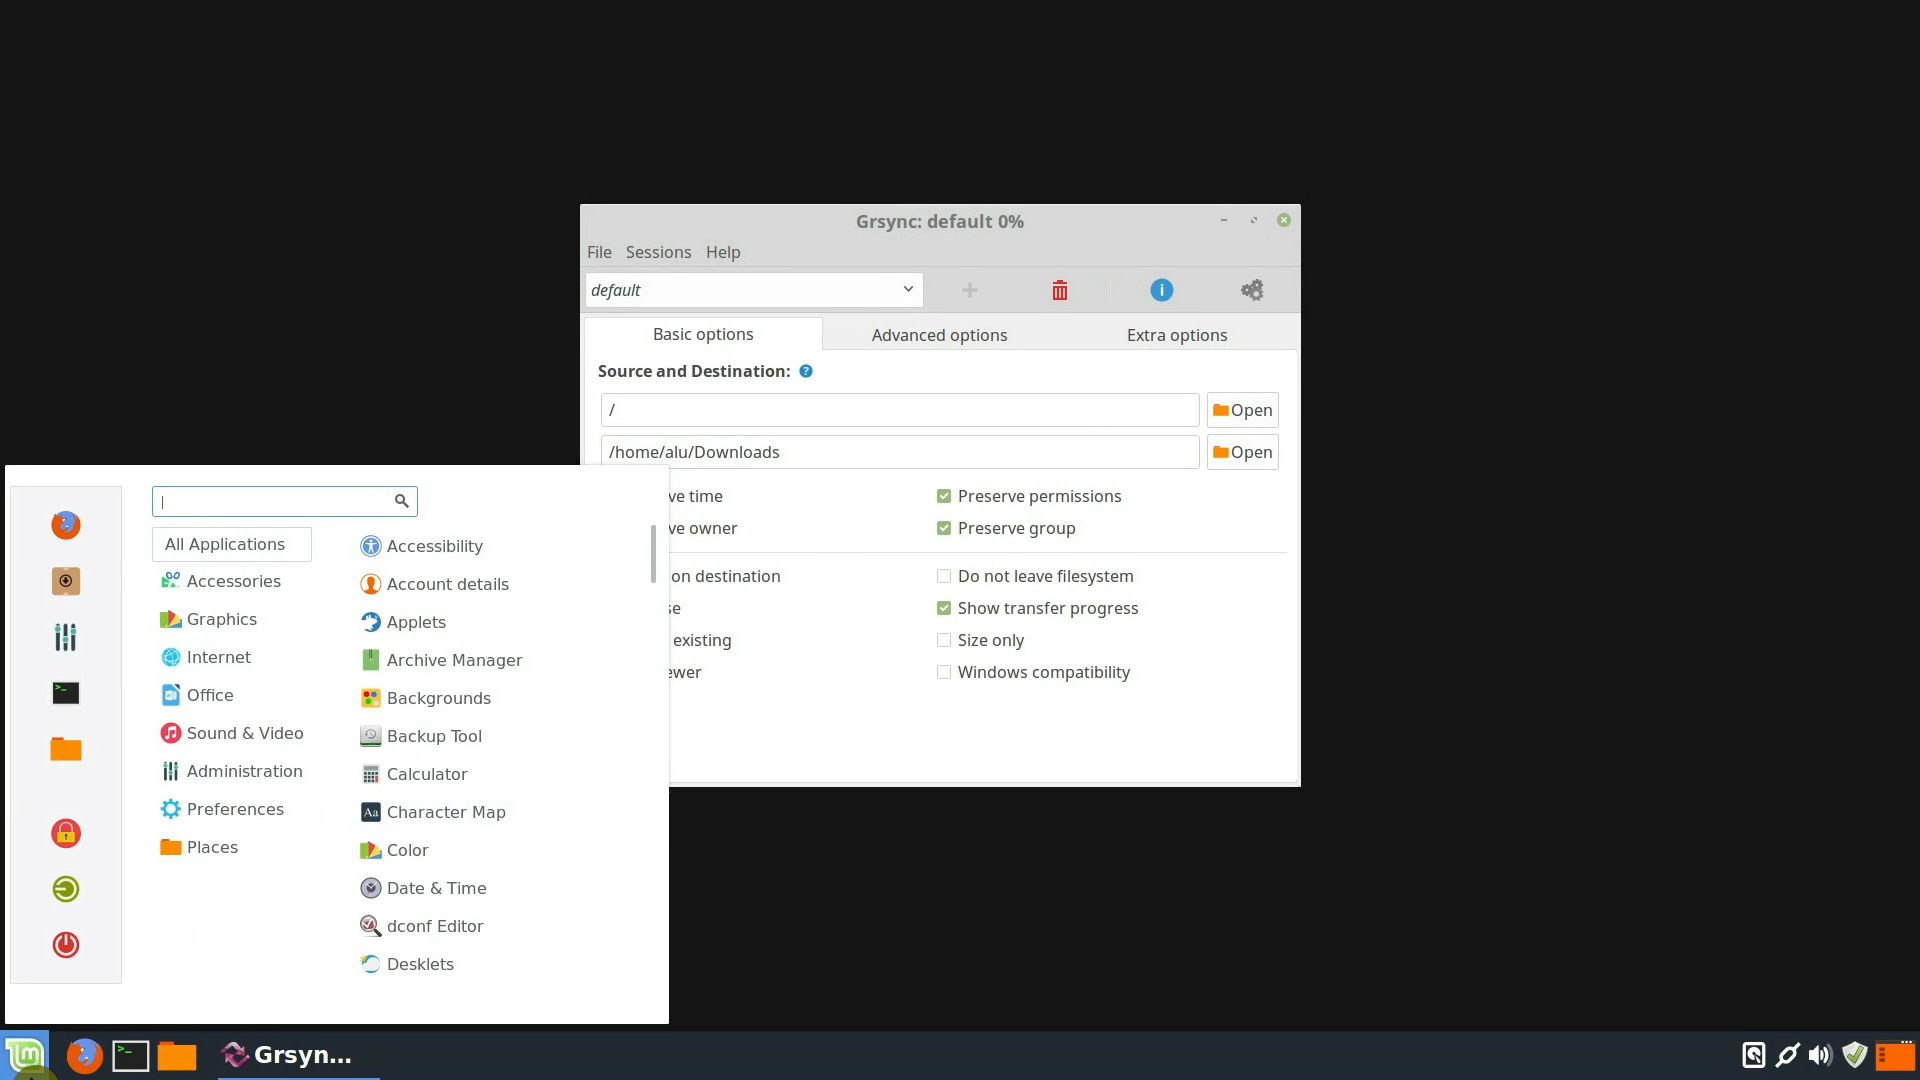 Grsync: default 0%
File Sessions Help
default
Basic options Advanced options Extra options
Source and Destination:
/ Open
/home/alu/Downloads Open
ve time Preserve permissions
ve owner Preserve group
on destination Do not leave filesystem
se Show transfer progress
existing Size only
ewer Windows compatibility
All Applications
Accessories
Graphics
Internet
Office
Sound & Video
Administration
Preferences
Places
Accessibility
Account details
Applets
Archive Manager
Backgrounds
Backup Tool
Calculator
Character Map
Color
Date & Time
dconf Editor
Desklets
Grsyn...